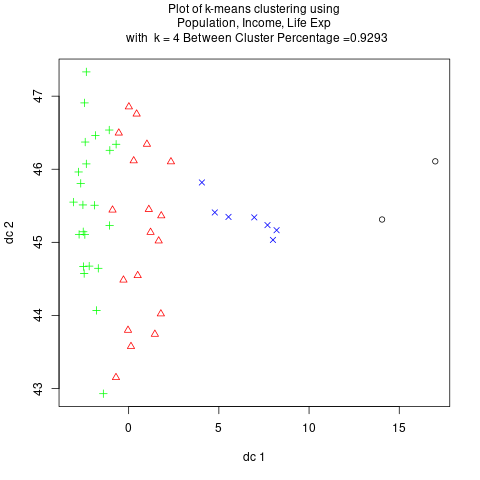 Plot of k-means clustering using
Population, Income, Life Exp
with k = 4 Between Cluster Percentage =0.9293
47
46
45
44
43
dc 2
0 5 10 15
dc 1